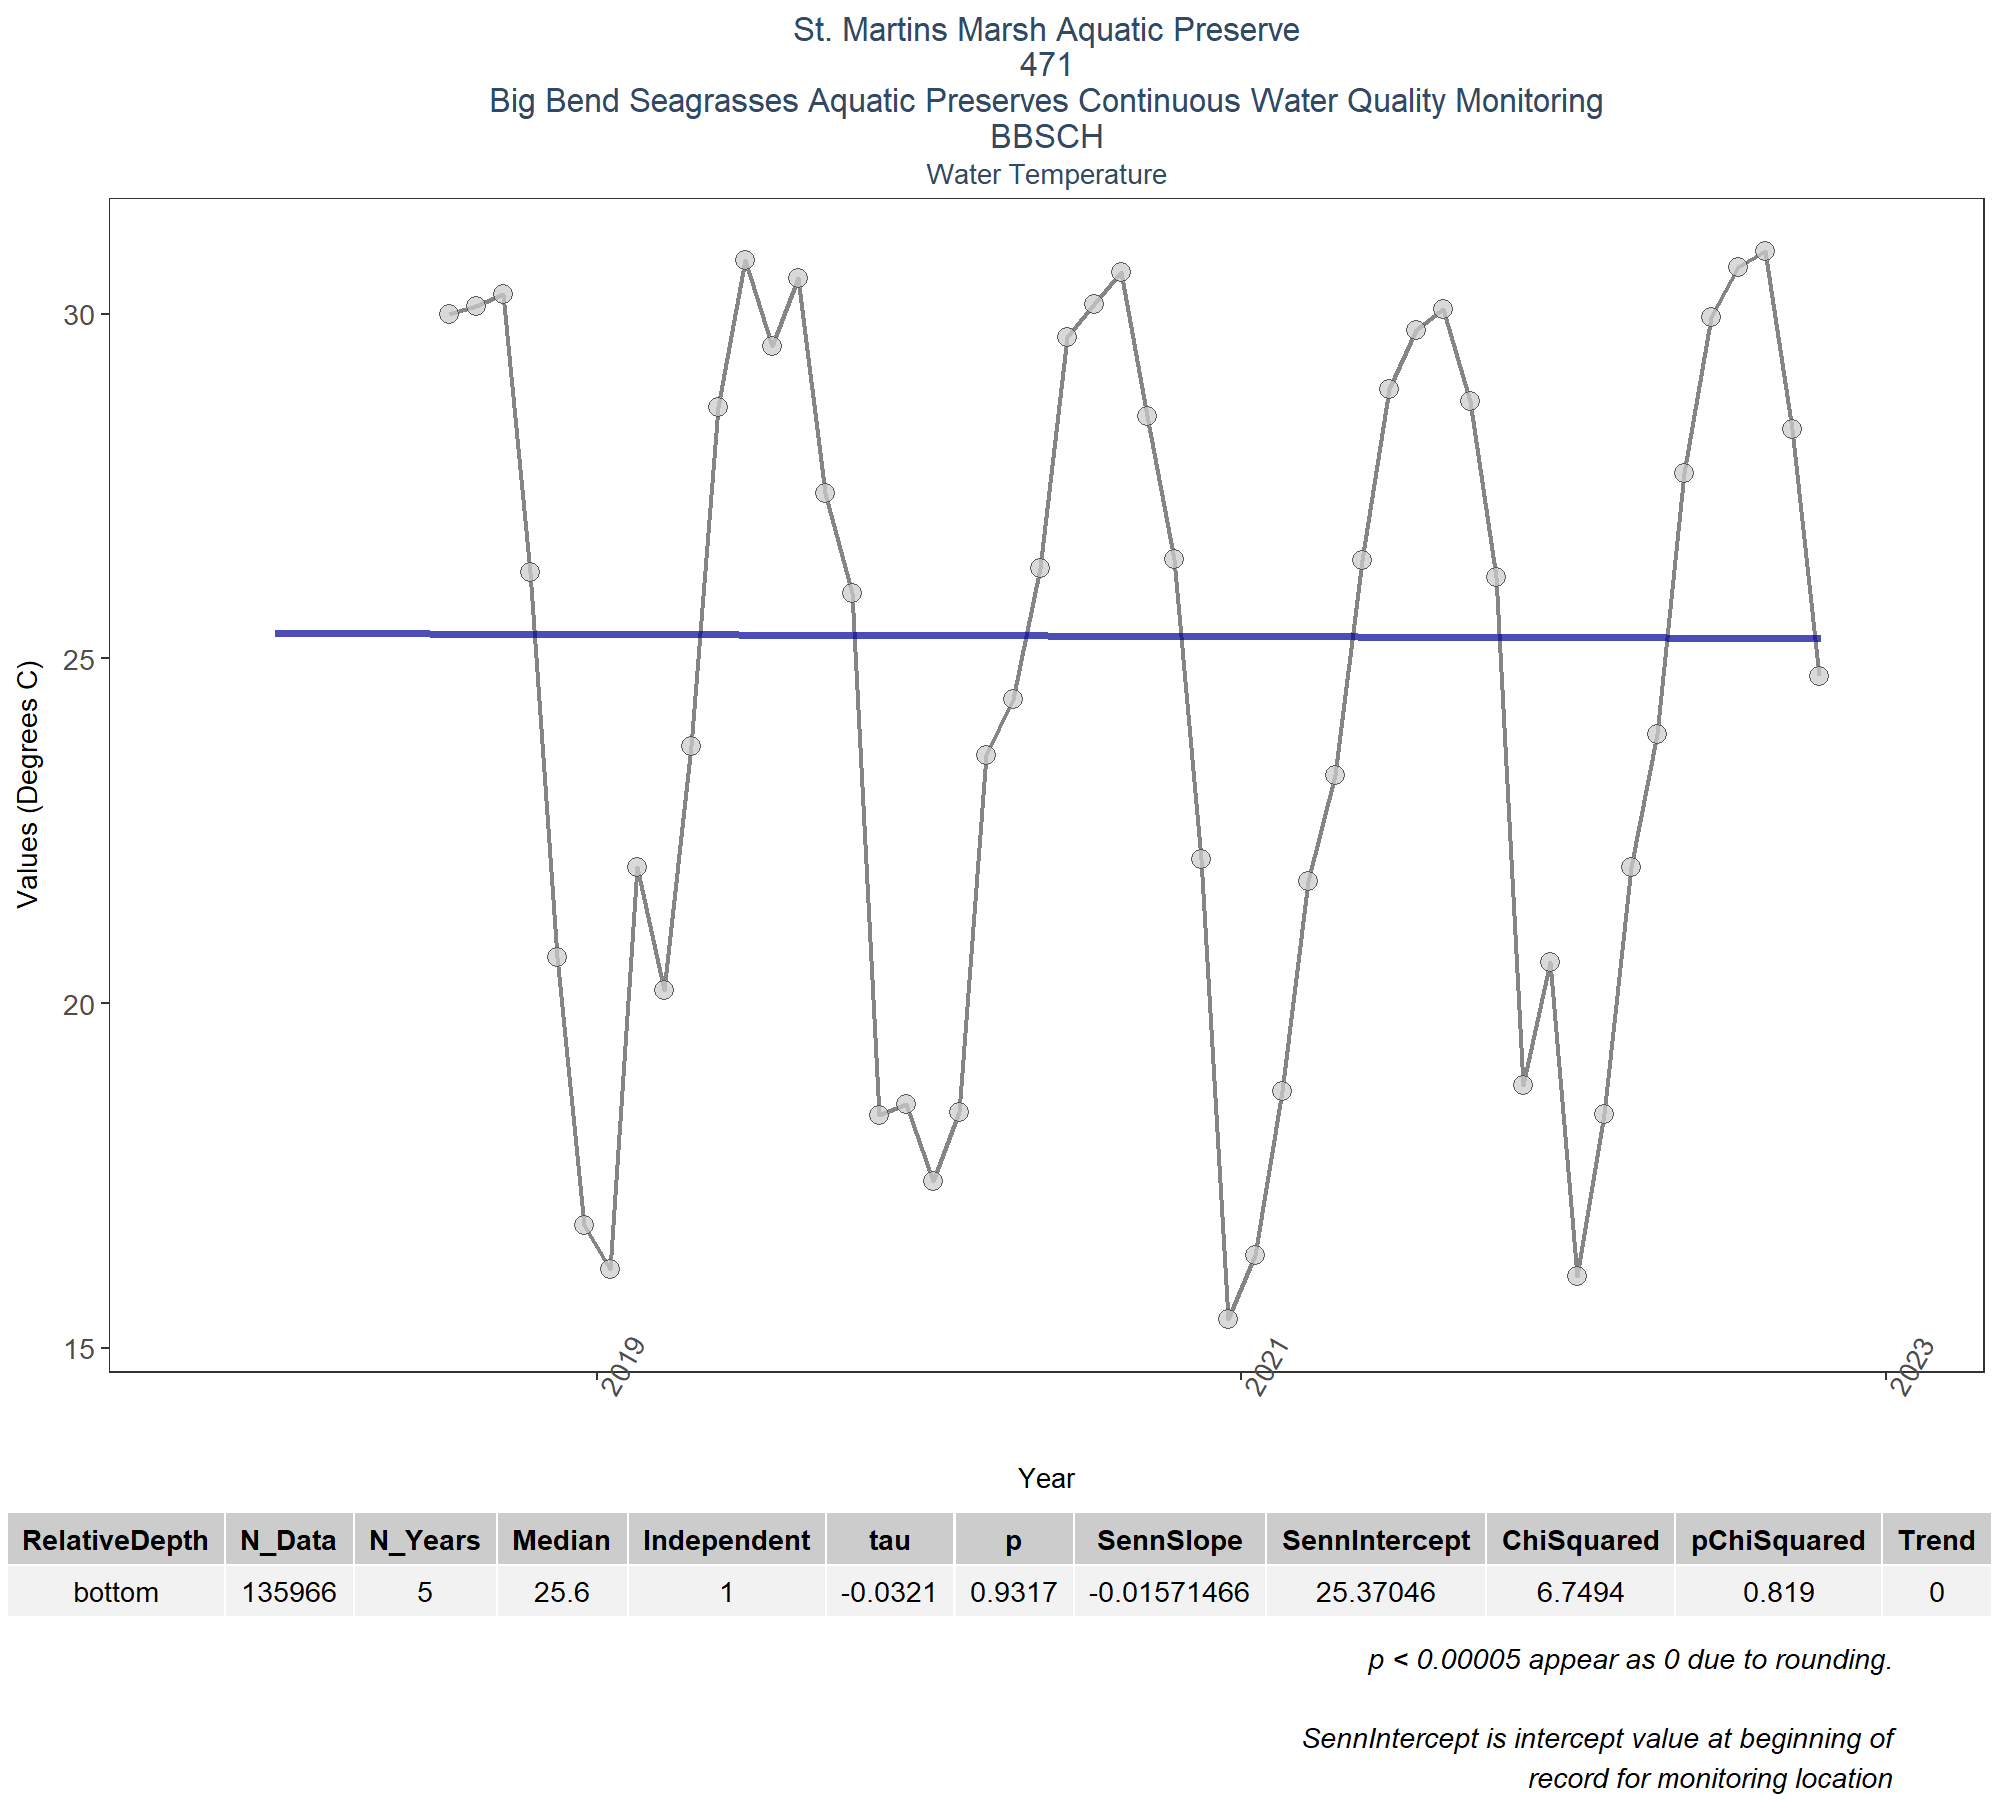 St. Martins Marsh Aquatic Preserve
471
Big Bend Seagrasses Aquatic Preserves Continuous Water Quality Monitoring
BBSCH
Water Temperature
Values (Degrees C)
30
25
20
15
2019
2021
2023
Year
RelativeDepth N_Data N_Years Median Independent tau p SennSlope SennIntercept ChiSquared pChiSquared Trend
bottom 135966 5 25.6 1 -0.0321 0.9317 -0.01571466 25.37046 6.7494 0.819 0
p < 0.00005 appear as 0 due to rounding.
SennIntercept is intercept value at beginning of
record for monitoring location